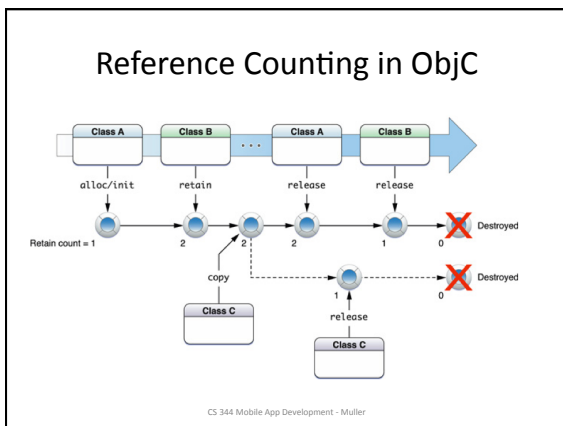 Reference Counting in ObjC
Class A Class B ... Class A Class B
alloc/init retain release release
Destroyed
Retain count = 1 2 2 2 1 0
copy
Destroyed
1 0
Class C
release
Class C
CS 344 Mobile App Development - Muller